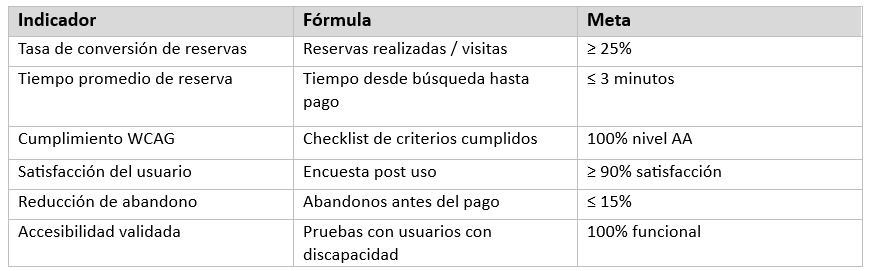 Indicador Fórmula Meta
Tasa de conversión de reservas Reservas realizadas / visitas ≥ 25%
Tiempo promedio de reserva Tiempo desde búsqueda hasta ≤ 3 minutos
pago
Cumplimiento WCAG Checklist de criterios cumplidos 100% nivel AA
Satisfacción del usuario Encuesta post uso ≥ 90% satisfacción
Reducción de abandono Abandonos antes del pago ≤ 15%
Accesibilidad validada Pruebas con usuarios con 100% funcional
discapacidad